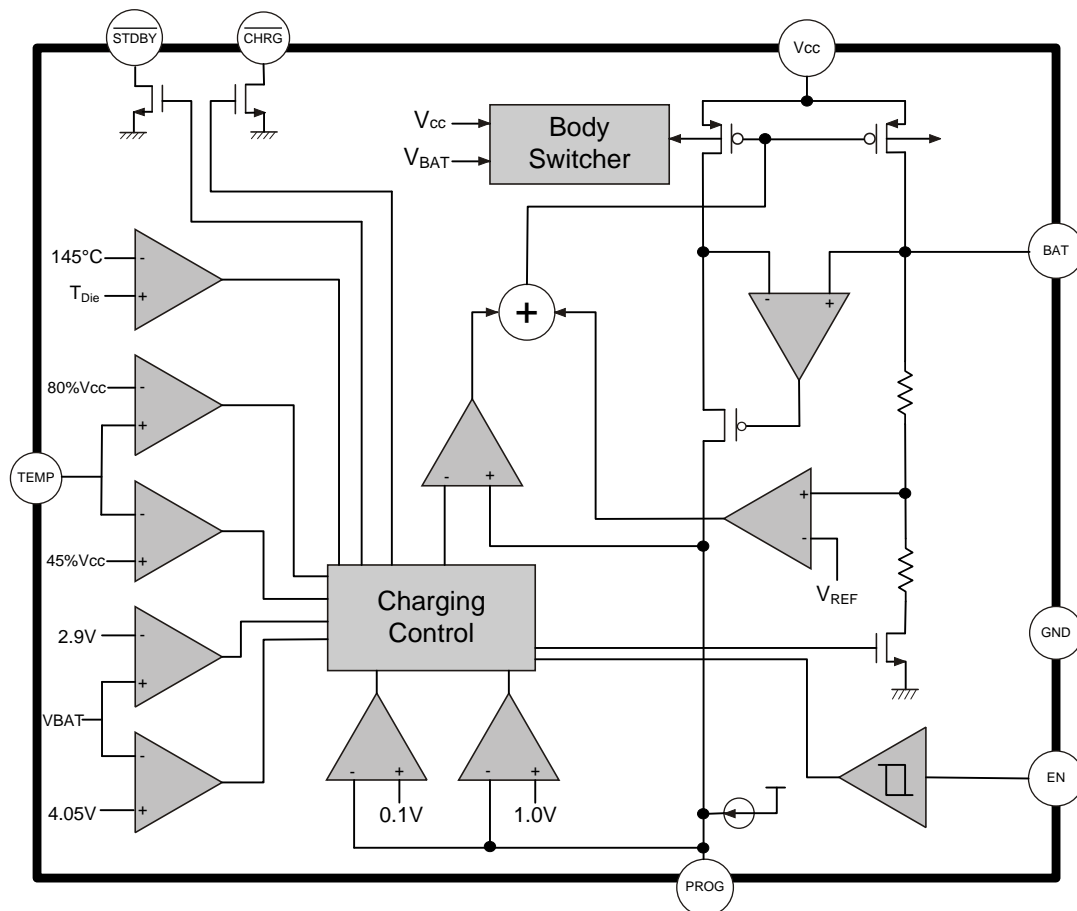 STDBY
CHRG
Vcc
Vcc
VBAT
Body
Switcher
BAT
145°C
-
TDie
+
+
-
+
80%Vcc
-
+
TEMP
-
45%Vcc
+
-
+
+
-
VREF
Charging
Control
GND
2.9V
-
+
VBAT
-
4.05V
+
-
+
0.1V
-
+
1.0V
EN
PROG